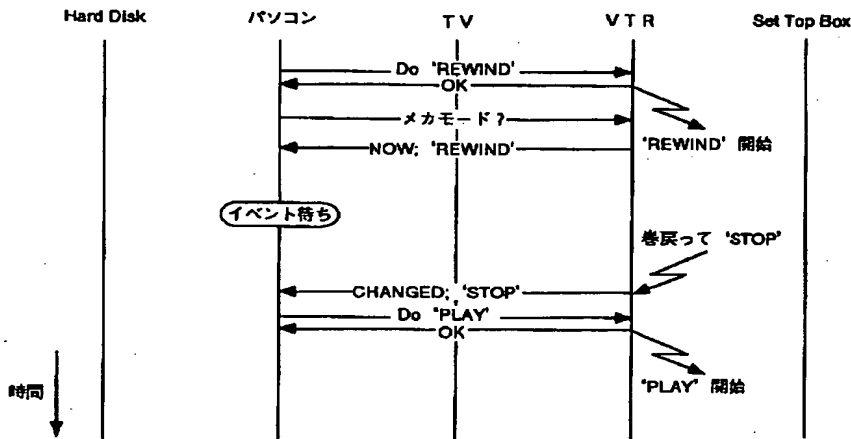 Hard Disk パソコン TV VTR Set Top Box
Do 'REWIND'
OK
メカモード?
'REWIND' 開始
NOW; 'REWIND'
イベント待ち
巻戻って 'STOP'
CHANGED; 'STOP'
Do 'PLAY'
OK
'PLAY' 開始
時間